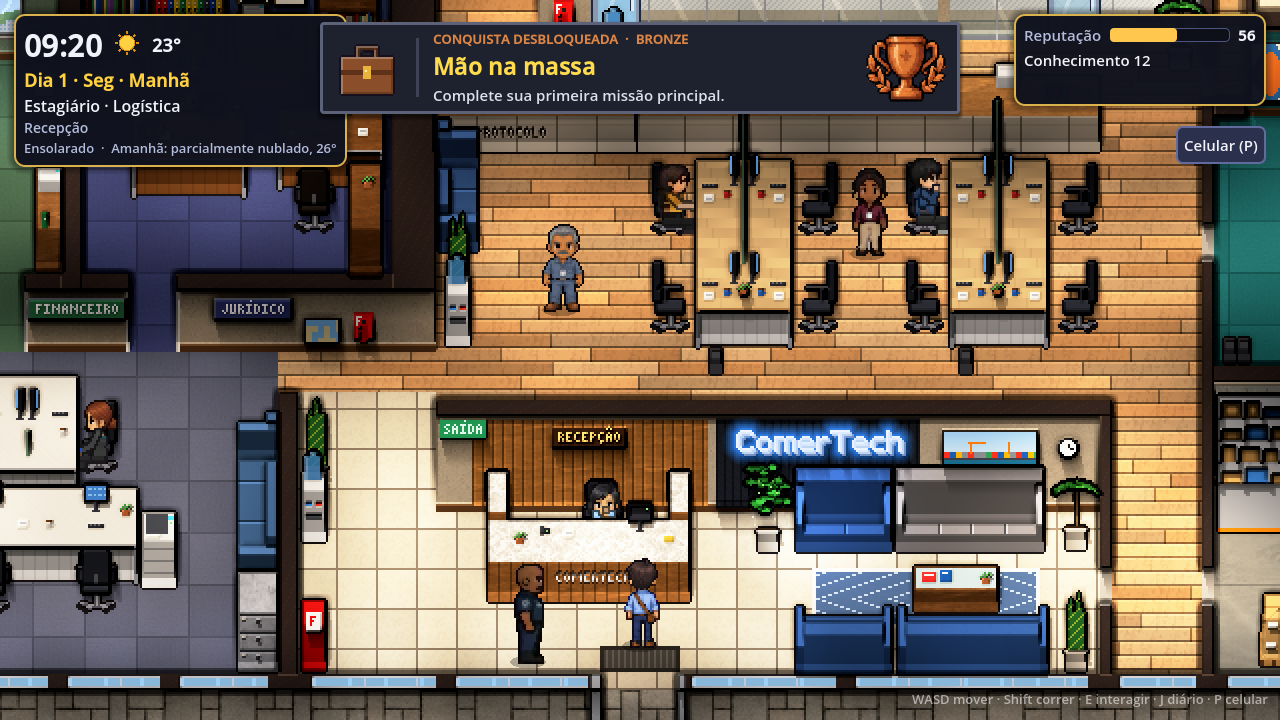 09:20 23°
Dia 1 · Seg · Manhã
Estagiário · Logística
Recepção
Ensolarado · Amanhã: parcialmente nublado, 26°
CONQUISTA DESBLOQUEADA · BRONZE
Mão na massa
Complete sua primeira missão principal.
Reputação 56
Conhecimento 12
Celular (P)
PROTOCOLO
FINANCEIRO
JURÍDICO
F
SAÍDA
RECEPÇÃO
ComerTech
COMERTECH
F
WASD mover · Shift correr · E interagir · J diário · P celular